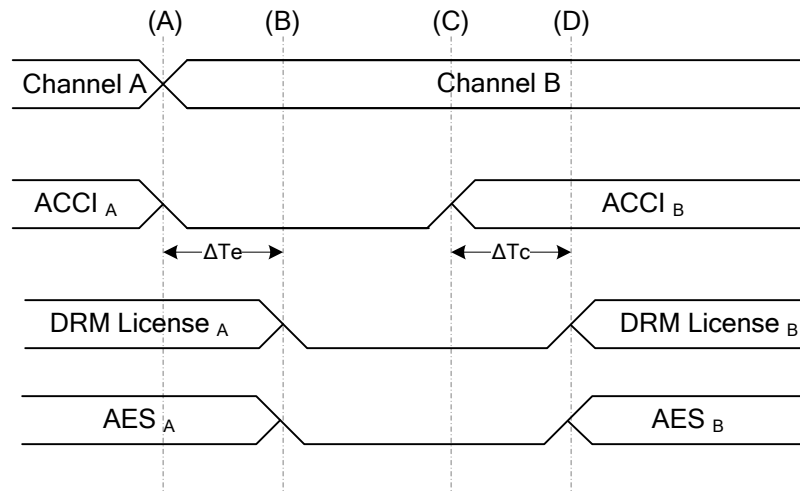 (A) (B) (C) (D)
Channel A Channel B
ACCI A ACCI B
ΔTe ΔTc
DRM License A DRM License B
AES A AES B